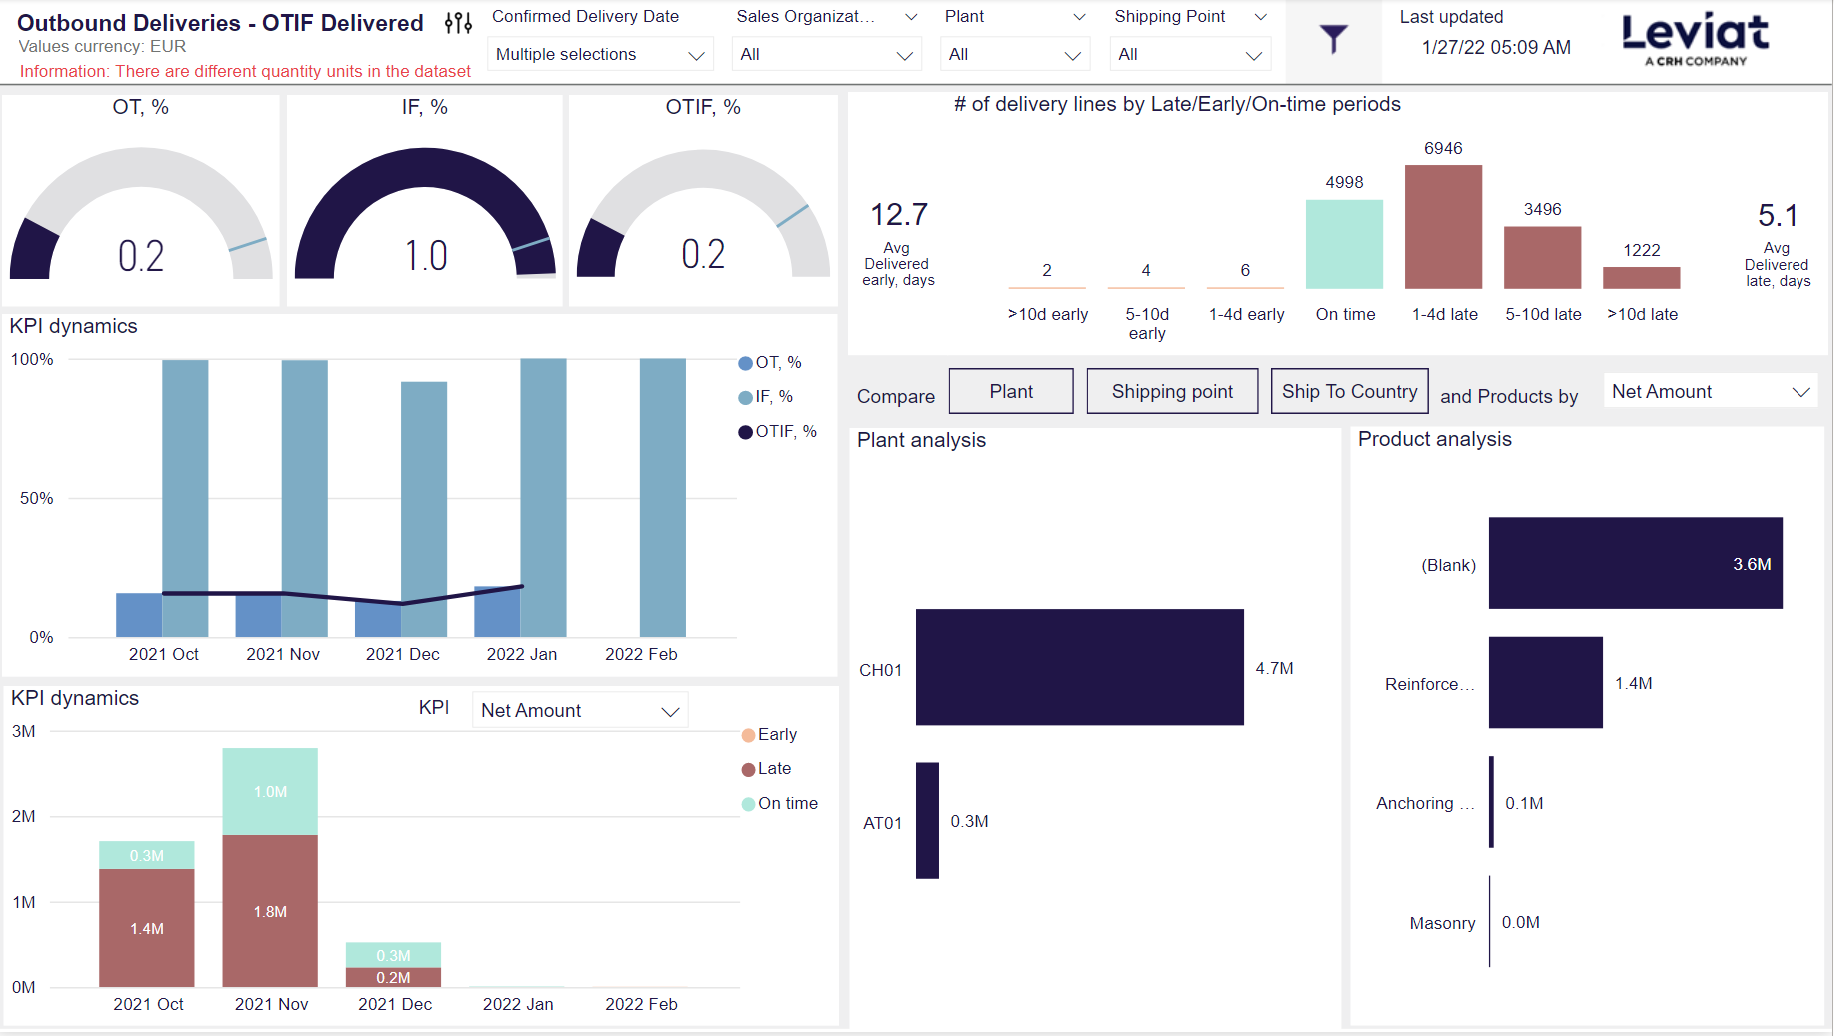 Outbound Deliveries - OTIF Delivered
Values currency: EUR
Information: There are different quantity units in the dataset
Confirmed Delivery Date
Multiple selections
Sales Organizat...
All
Plant
All
Shipping Point
All
Last updated
1/27/22 05:09 AM
Leviat
A CRH COMPANY
OT, %
0.2
IF, %
1.0
OTIF, %
0.2
# of delivery lines by Late/Early/On-time periods
12.7
Avg
Delivered
early, days
2
4
6
4998
6946
3496
1222
>10d early
5-10d
early
1-4d early
On time
1-4d late
5-10d late
>10d late
5.1
Avg
Delivered
late, days
KPI dynamics
100%
50%
0%
2021 Oct
2021 Nov
2021 Dec
2022 Jan
2022 Feb
OT, %
IF, %
OTIF, %
Compare
Plant
Shipping point
Ship To Country
and Products by
Net Amount
KPI dynamics
KPI
Net Amount
3M
2M
1M
0M
0.3M
1.4M
1.0M
1.8M
0.3M
0.2M
2021 Oct
2021 Nov
2021 Dec
2022 Jan
2022 Feb
Early
Late
On time
Plant analysis
CH01
4.7M
AT01
0.3M
Product analysis
(Blank)
3.6M
Reinforce...
1.4M
Anchoring ...
0.1M
Masonry
0.0M